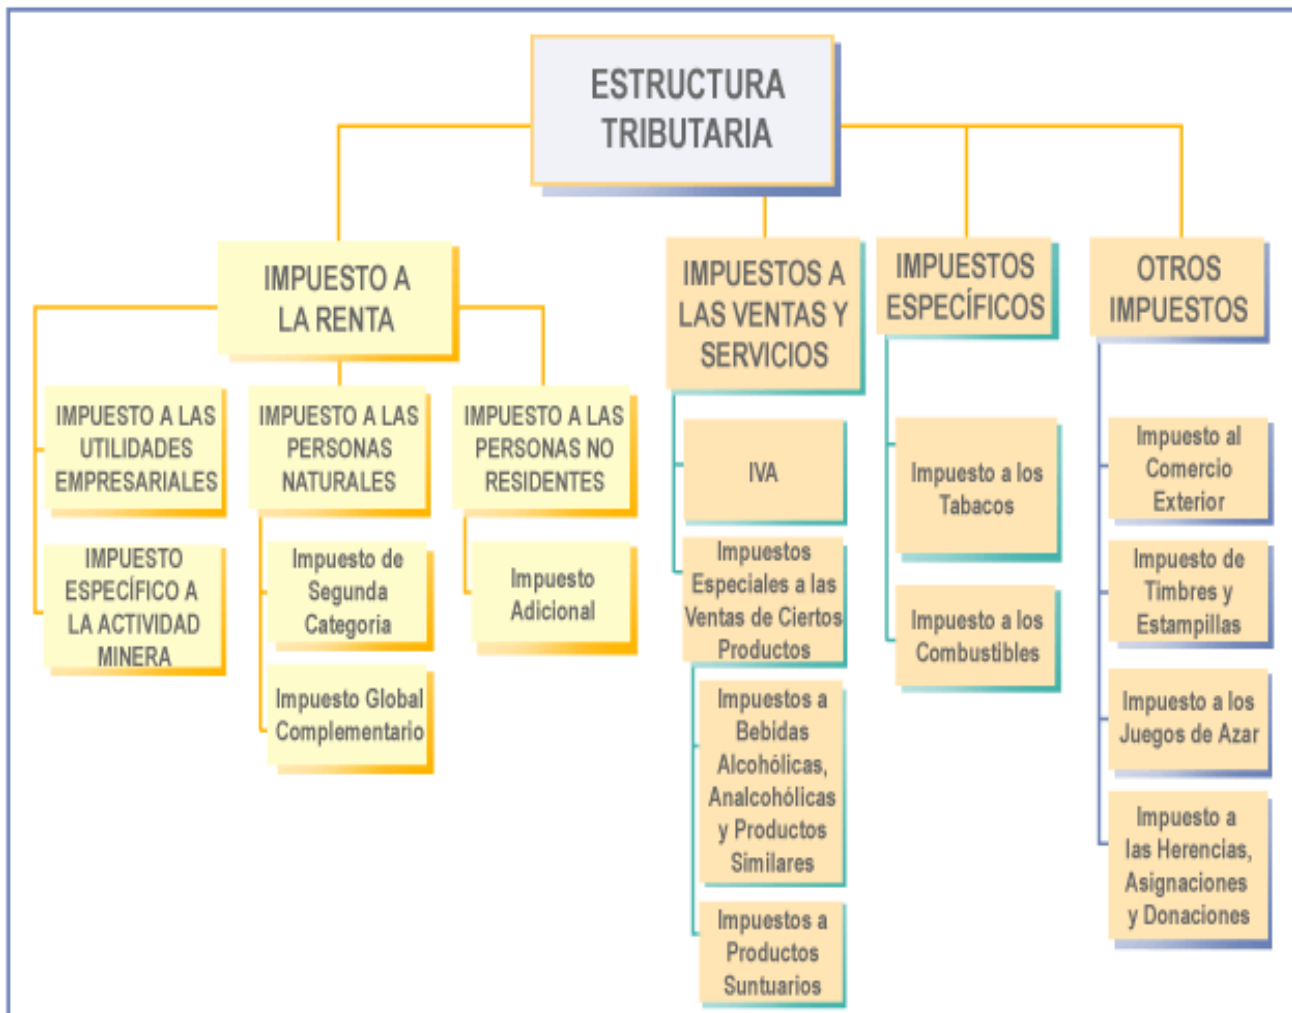 ESTRUCTURA
TRIBUTARIA
IMPUESTO A
LA RENTA
IMPUESTO A LAS
UTILIDADES
EMPRESARIALES
IMPUESTO
ESPECÍFICO A
LA ACTIVIDAD
MINERA
IMPUESTO A LAS
PERSONAS
NATURALES
Impuesto de
Segunda
Categoria
Impuesto Global
Complementario
IMPUESTO A LAS
PERSONAS NO
RESIDENTES
Impuesto
Adicional
IMPUESTOS A
LAS VENTAS Y
SERVICIOS
IVA
Impuestos
Especiales a las
Ventas de Ciertos
Productos
Impuestos a
Bebidas
Alcohólicas,
Analcohólicas
y Productos
Similares
Impuestos a
Productos
Suntuarios
IMPUESTOS
ESPECÍFICOS
Impuesto a los
Tabacos
Impuesto a los
Combustibles
OTROS
IMPUESTOS
Impuesto al
Comercio
Exterior
Impuesto de
Timbres y
Estampillas
Impuesto a los
Juegos de Azar
Impuesto a
las Herencias,
Asignaciones
y Donaciones